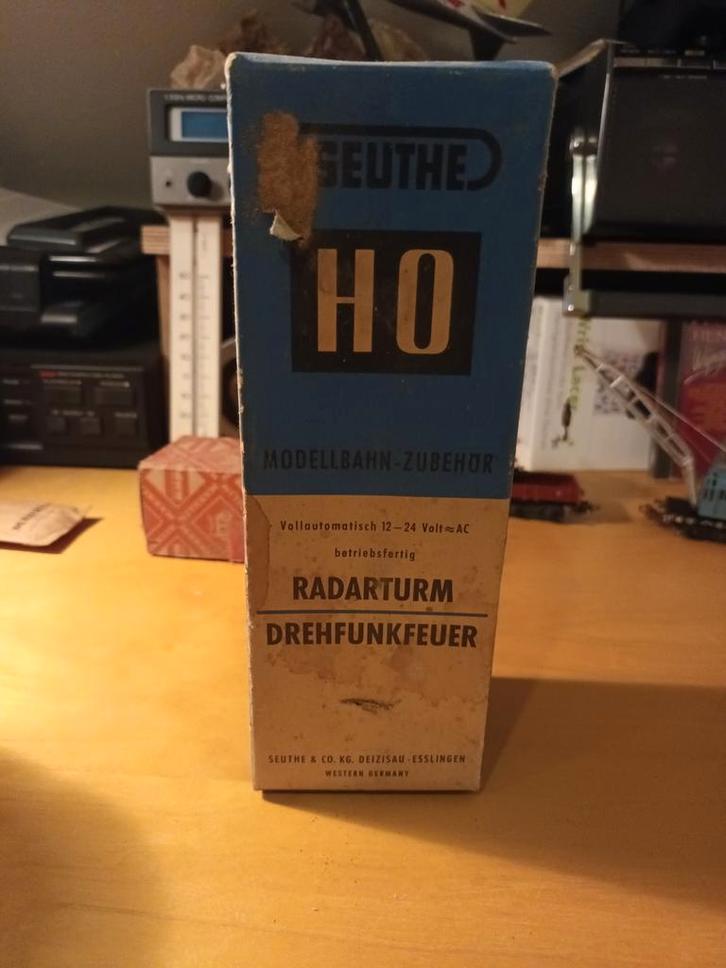 SEUTHE
HO
MODELLBAHN-ZUBEHÖR
Vollautomatisch 12—24 Volt≈AC
betriebsfertig
RADARTURM
DREHFUNKFEUER
SEUTHE & CO. KG. DEIZISAU-ESSLINGEN
WESTERN GERMANY